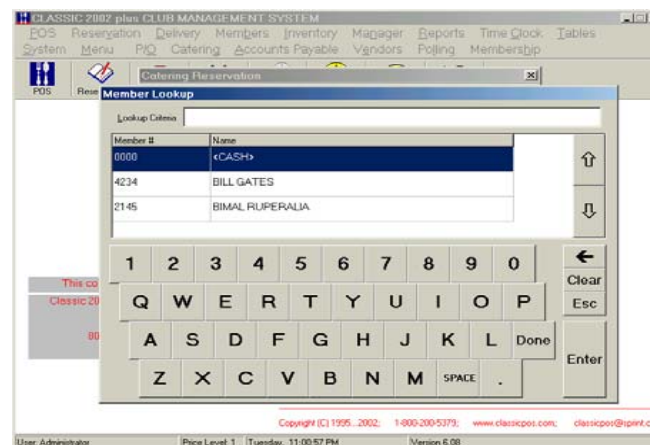 CLASSIC 2002 plus CLUB MANAGEMENT SYSTEM
POS Reservation Delivery Members Inventory Manager Reports Time Clock Tables
System Menu P/O Catering Accounts Payable Vendors Polling Membership
Catering Reservation
POS Rese
Member Lookup
Lookup Criteria
Member # Name
0000 <CASH>
4234 BILL GATES
2145 BIMAL RUPERALIA
1 2 3 4 5 6 7 8 9 0
Clear
Q W E R T Y U I O P Esc
A S D F G H J K L Done
Enter
Z X C V B N M SPACE .
This co
Classic 20
80
Copyright (C) 1995...2002; 1-800-200-5379; www.classicpos.com; classicpos@sprint.c
User: Administrator Price Level: 1 Tuesday, 11:00:57 PM Version 6.08